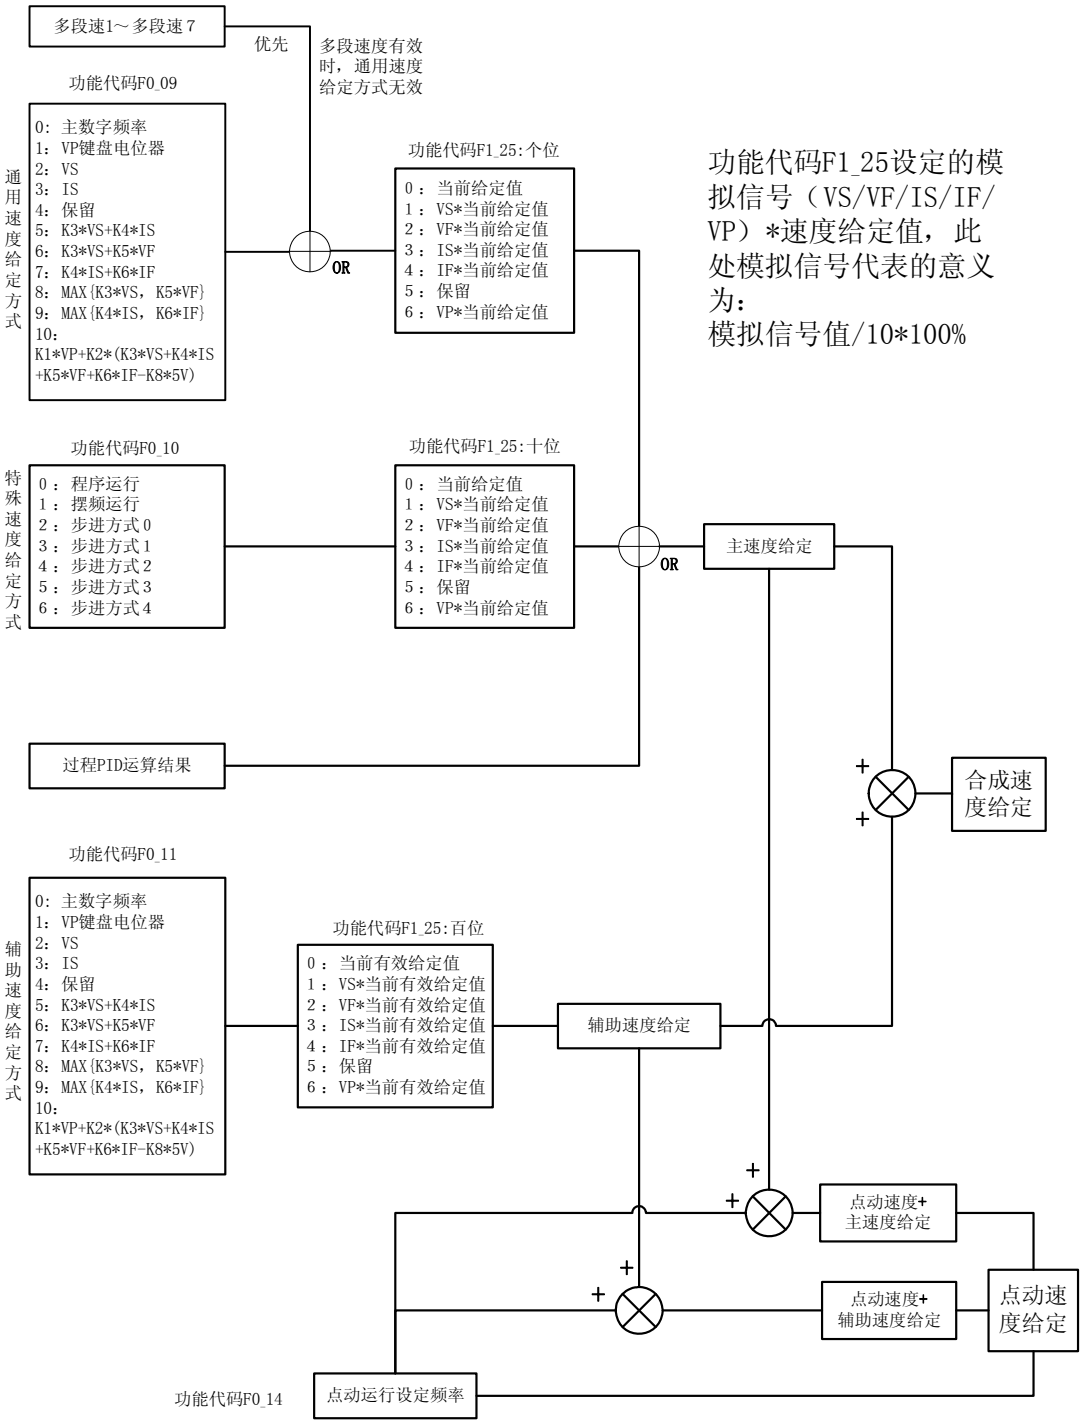 多段速1～多段速7
优先
多段速度有效
时，通用速度
给定方式无效
功能代码F0_09
通用速度给定方式
0: 主数字频率
1: VP键盘电位器
2: VS
3: IS
4: 保留
5: K3*VS+K4*IS
6: K3*VS+K5*VF
7: K4*IS+K6*IF
8: MAX{K3*VS, K5*VF}
9: MAX{K4*IS, K6*IF}
10:
K1*VP+K2*(K3*VS+K4*IS
+K5*VF+K6*IF-K8*5V)
OR
功能代码F1_25:个位
0: 当前给定值
1: VS*当前给定值
2: VF*当前给定值
3: IS*当前给定值
4: IF*当前给定值
5: 保留
6: VP*当前给定值
功能代码F1_25设定的模
拟信号（VS/VF/IS/IF/
VP）*速度给定值，此
处模拟信号代表的意义
为：
模拟信号值/10*100%
功能代码F0_10
特殊速度给定方式
0: 程序运行
1: 摆频运行
2: 步进方式0
3: 步进方式1
4: 步进方式2
5: 步进方式3
6: 步进方式4
功能代码F1_25:十位
0: 当前给定值
1: VS*当前给定值
2: VF*当前给定值
3: IS*当前给定值
4: IF*当前给定值
5: 保留
6: VP*当前给定值
OR
主速度给定
过程PID运算结果
+
+
合成速
度给定
功能代码F0_11
辅助速度给定方式
0: 主数字频率
1: VP键盘电位器
2: VS
3: IS
4: 保留
5: K3*VS+K4*IS
6: K3*VS+K5*VF
7: K4*IS+K6*IF
8: MAX{K3*VS, K5*VF}
9: MAX{K4*IS, K6*IF}
10:
K1*VP+K2*(K3*VS+K4*IS
+K5*VF+K6*IF-K8*5V)
功能代码F1_25:百位
0: 当前有效给定值
1: VS*当前有效给定值
2: VF*当前有效给定值
3: IS*当前有效给定值
4: IF*当前有效给定值
5: 保留
6: VP*当前有效给定值
辅助速度给定
+
+
点动速度+
主速度给定
+
+
点动速度+
辅助速度给定
点动速
度给定
功能代码F0_14
点动运行设定频率